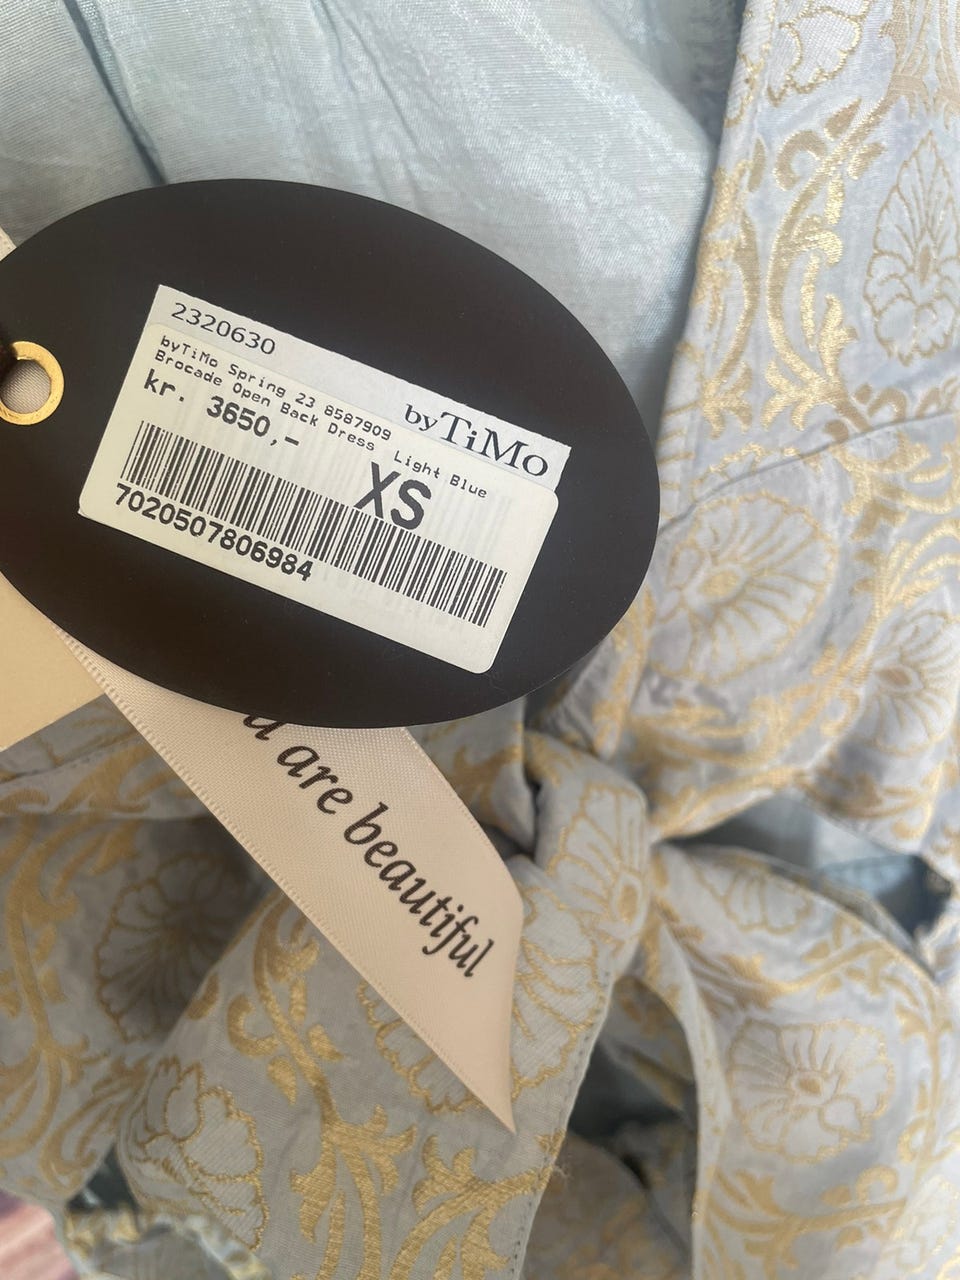 2320630
byTiMo
byTiMo Spring 23 8587909
Brocade Open Back Dress Light Blue
kr. 3650,-
XS
7020507806984
are beautiful